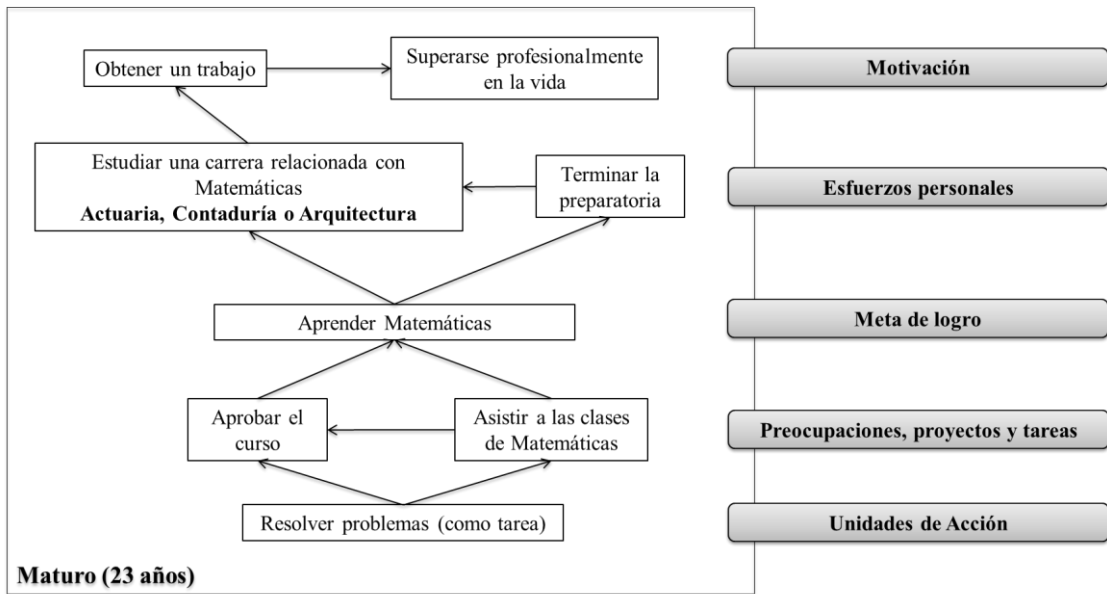 Obtener un trabajo
Superarse profesionalmente
en la vida
Motivación
Estudiar una carrera relacionada con
Matemáticas
Actuaria, Contaduría o Arquitectura
Terminar la
preparatoria
Esfuerzos personales
Aprender Matemáticas
Meta de logro
Aprobar el
curso
Asistir a las clases
de Matemáticas
Preocupaciones, proyectos y tareas
Resolver problemas (como tarea)
Unidades de Acción
Maturo (23 años)